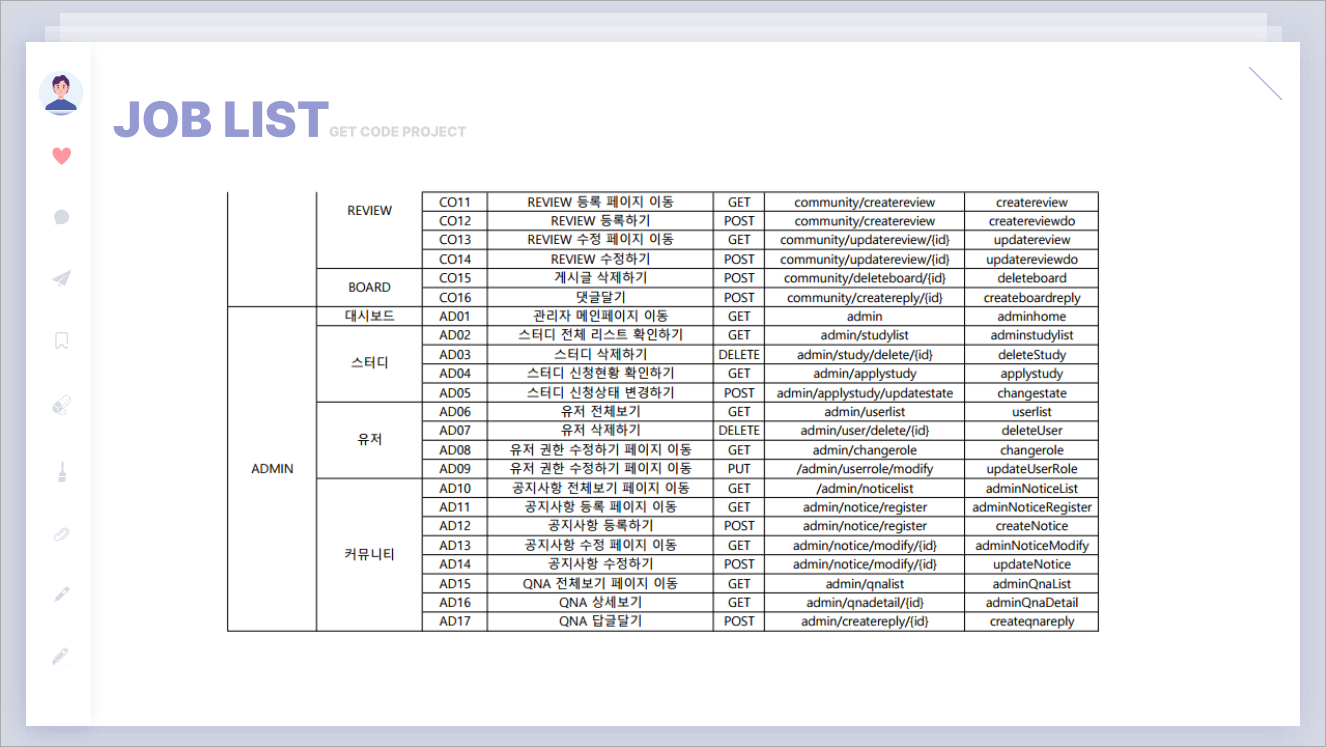 JOB LIST GET CODE PROJECT
REVIEW
CO11 REVIEW 등록 페이지 이동 GET community/createreview createreview
CO12 REVIEW 등록하기 POST community/createreview createreviewdo
CO13 REVIEW 수정 페이지 이동 GET community/updatereview/{id} updatereview
CO14 REVIEW 수정하기 POST community/updatereview/{id} updatereviewdo
BOARD
CO15 게시글 삭제하기 POST community/deleteboard/{id} deleteboard
CO16 댓글달기 POST community/createreply/{id} createboardreply
ADMIN
대시보드 AD01 관리자 메인페이지 이동 GET admin adminhome
스터디
AD02 스터디 전체 리스트 확인하기 GET admin/studylist adminstudylist
AD03 스터디 삭제하기 DELETE admin/study/delete/{id} deleteStudy
AD04 스터디 신청현황 확인하기 GET admin/applystudy applystudy
AD05 스터디 신청상태 변경하기 POST admin/applystudy/updatestate changestate
유저
AD06 유저 전체보기 GET admin/userlist userlist
AD07 유저 삭제하기 DELETE admin/user/delete/{id} deleteUser
AD08 유저 권한 수정하기 페이지 이동 GET admin/changerole changerole
AD09 유저 권한 수정하기 페이지 이동 PUT /admin/userrole/modify updateUserRole
커뮤니티
AD10 공지사항 전체보기 페이지 이동 GET /admin/noticelist adminNoticeList
AD11 공지사항 등록 페이지 이동 GET admin/notice/register adminNoticeRegister
AD12 공지사항 등록하기 POST admin/notice/register createNotice
AD13 공지사항 수정 페이지 이동 GET admin/notice/modify/{id} adminNoticeModify
AD14 공지사항 수정하기 POST admin/notice/modify/{id} updateNotice
AD15 QNA 전체보기 페이지 이동 GET admin/qnalist adminQnaList
AD16 QNA 상세보기 GET admin/qnadetail/{id} adminQnaDetail
AD17 QNA 답글달기 POST admin/createreply/{id} createqnareply